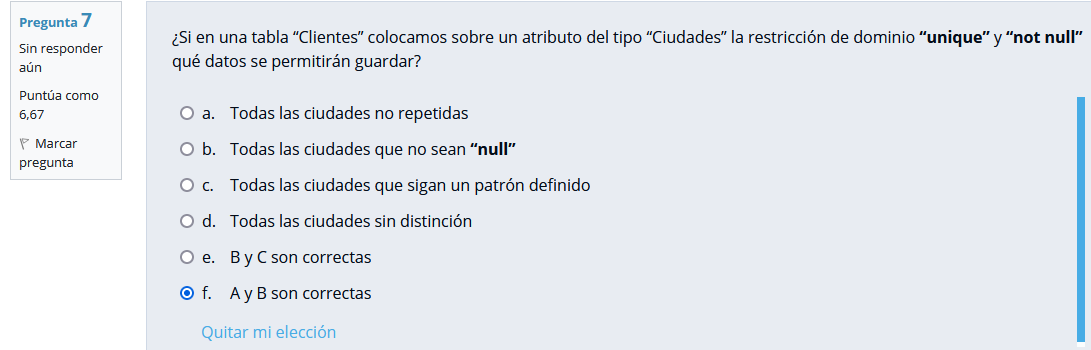 Pregunta 7
Sin responder
aún
Puntúa como
6,67
Marcar
pregunta
¿Si en una tabla “Clientes” colocamos sobre un atributo del tipo “Ciudades” la restricción de dominio “unique” y “not null”
qué datos se permitirán guardar?
a. Todas las ciudades no repetidas
b. Todas las ciudades que no sean “null”
c. Todas las ciudades que sigan un patrón definido
d. Todas las ciudades sin distinción
e. B y C son correctas
f. A y B son correctas
Quitar mi elección